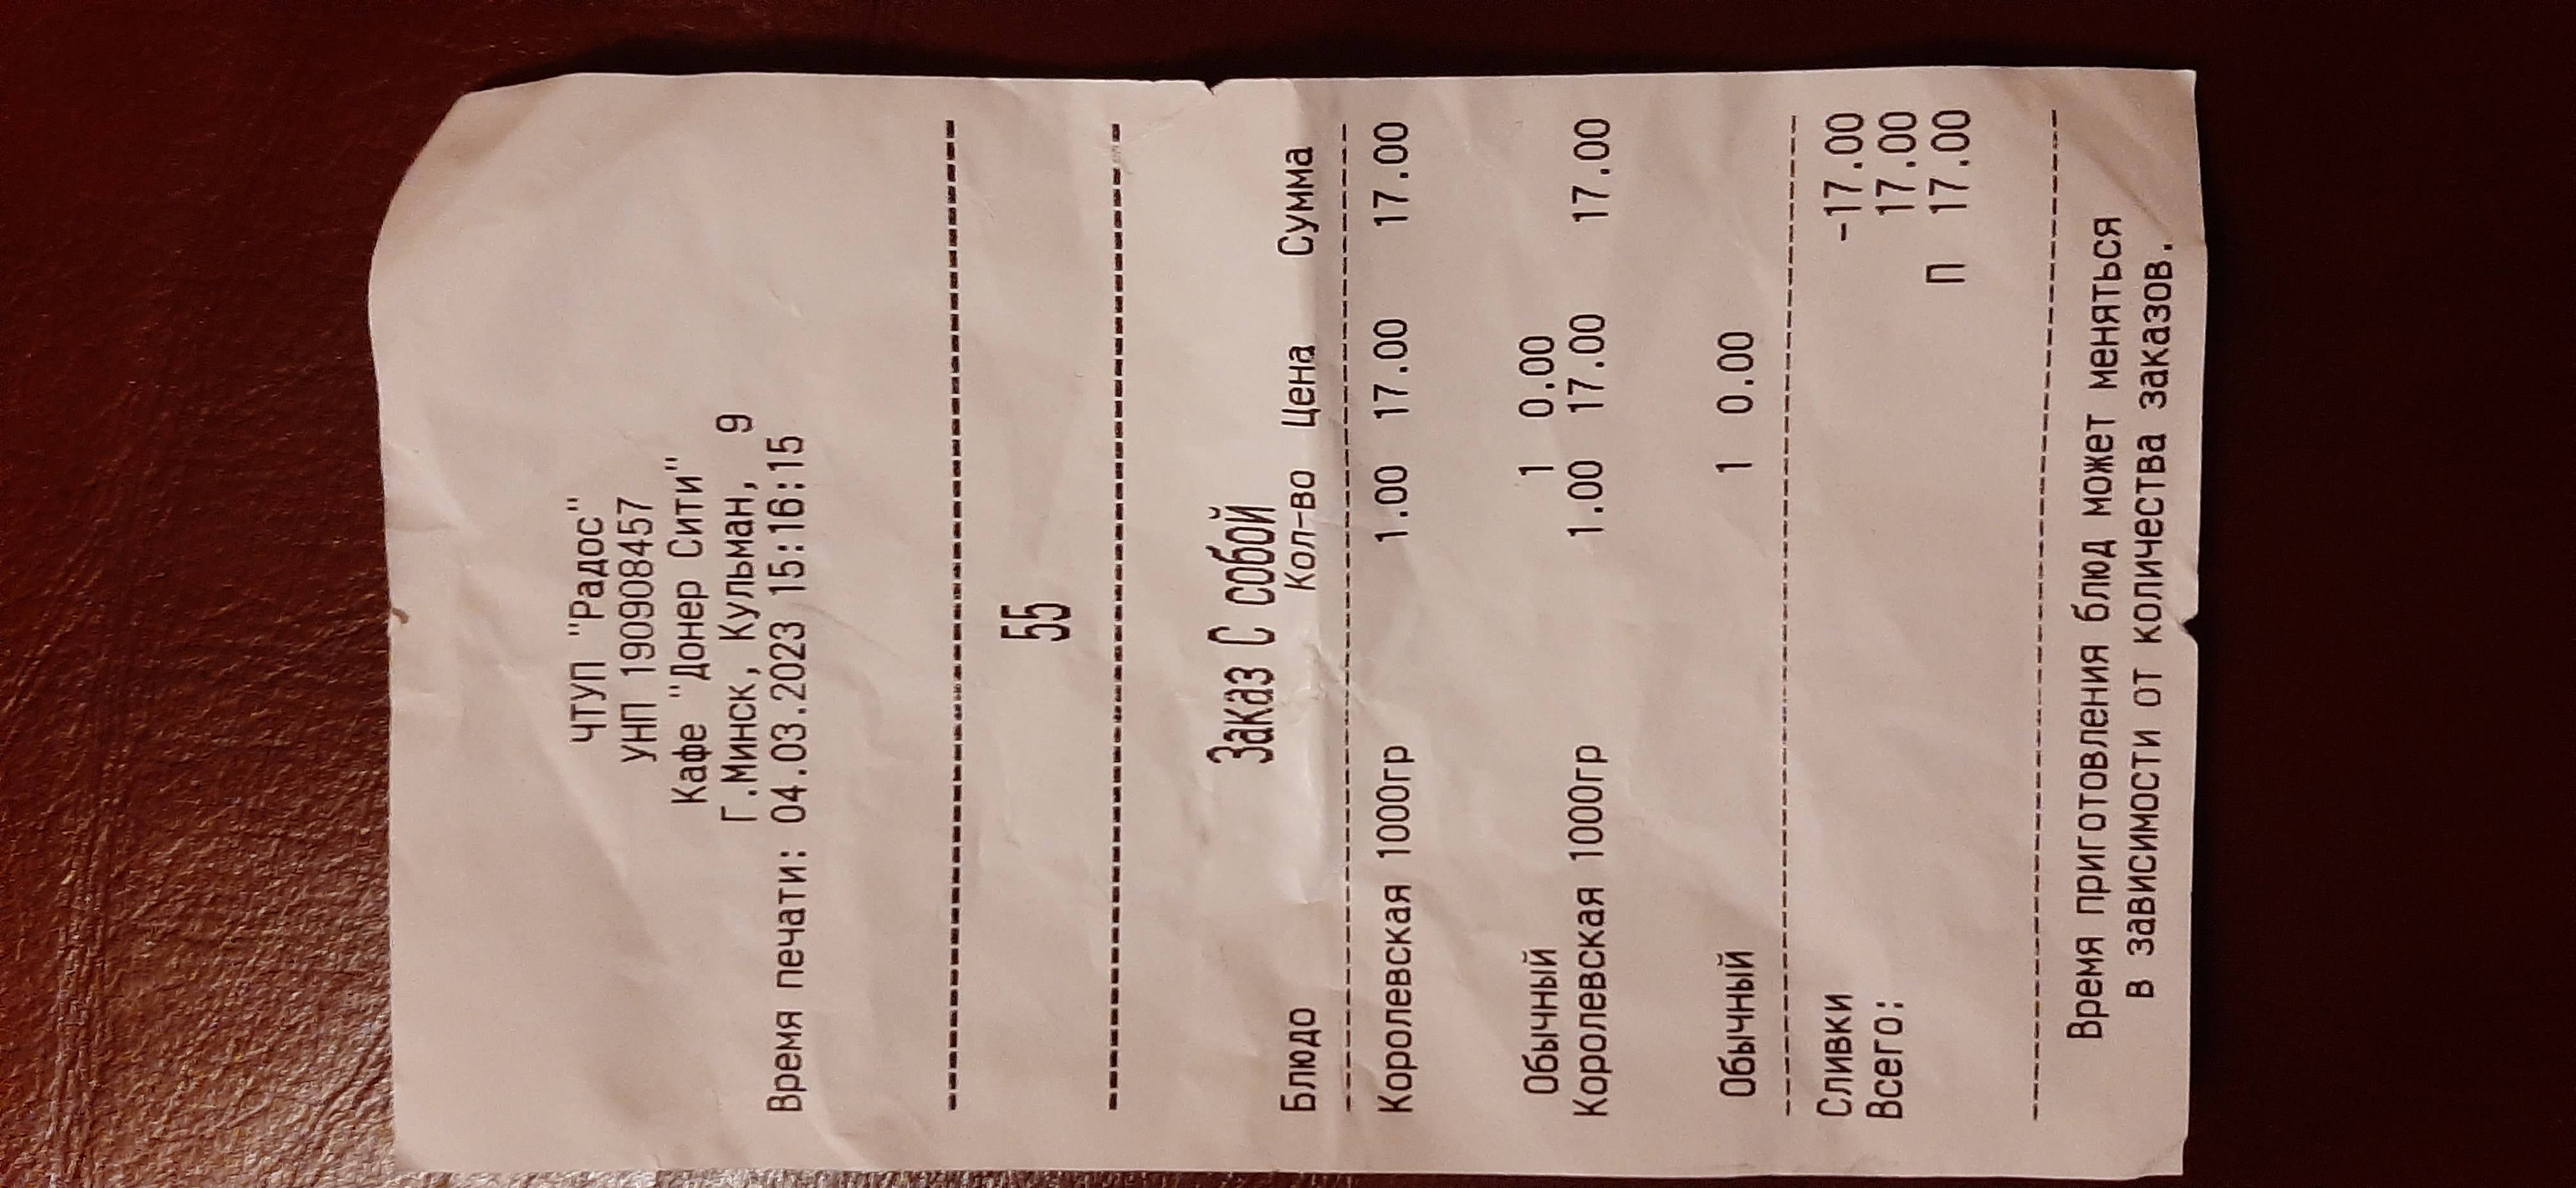 ЧТУП "Радос"
УНП 190908457
Кафе "Донер Сити"
Г.Минск, Кульман, 9
Время печати: 04.03.2023 15:16:15
55
Заказ С собой
Блюдо Кол-во Цена Сумма
Королевская 1000гр 1.00 17.00 17.00
Обычный 1 0.00
Королевская 1000гр 1.00 17.00 17.00
Обычный 1 0.00
Сливки -17.00
Всего: 17.00
П 17.00
Время приготовления блюд может меняться
в зависимости от количества заказов.